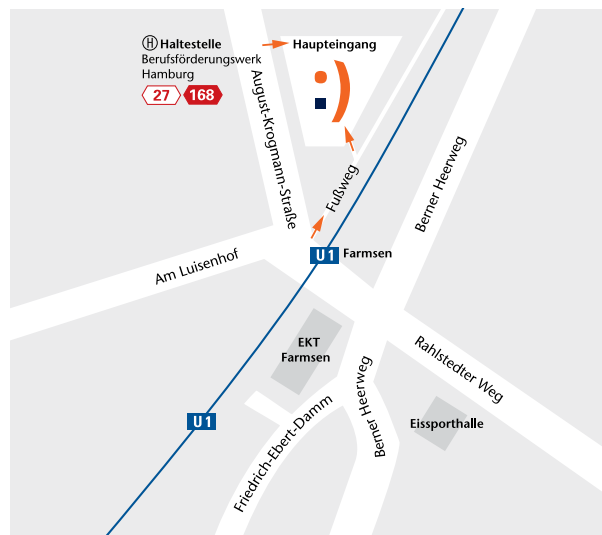 H Haltestelle
Berufsförderungswerk
Hamburg
27 168
Haupteingang
August-Krogmann-Straße
Fußweg
Berner Heerweg
Am Luisenhof
U1 Farmsen
EKT
Farmsen
Rahlstedter Weg
Berner Heerweg
U1
Friedrich-Ebert-Damm
Eissporthalle